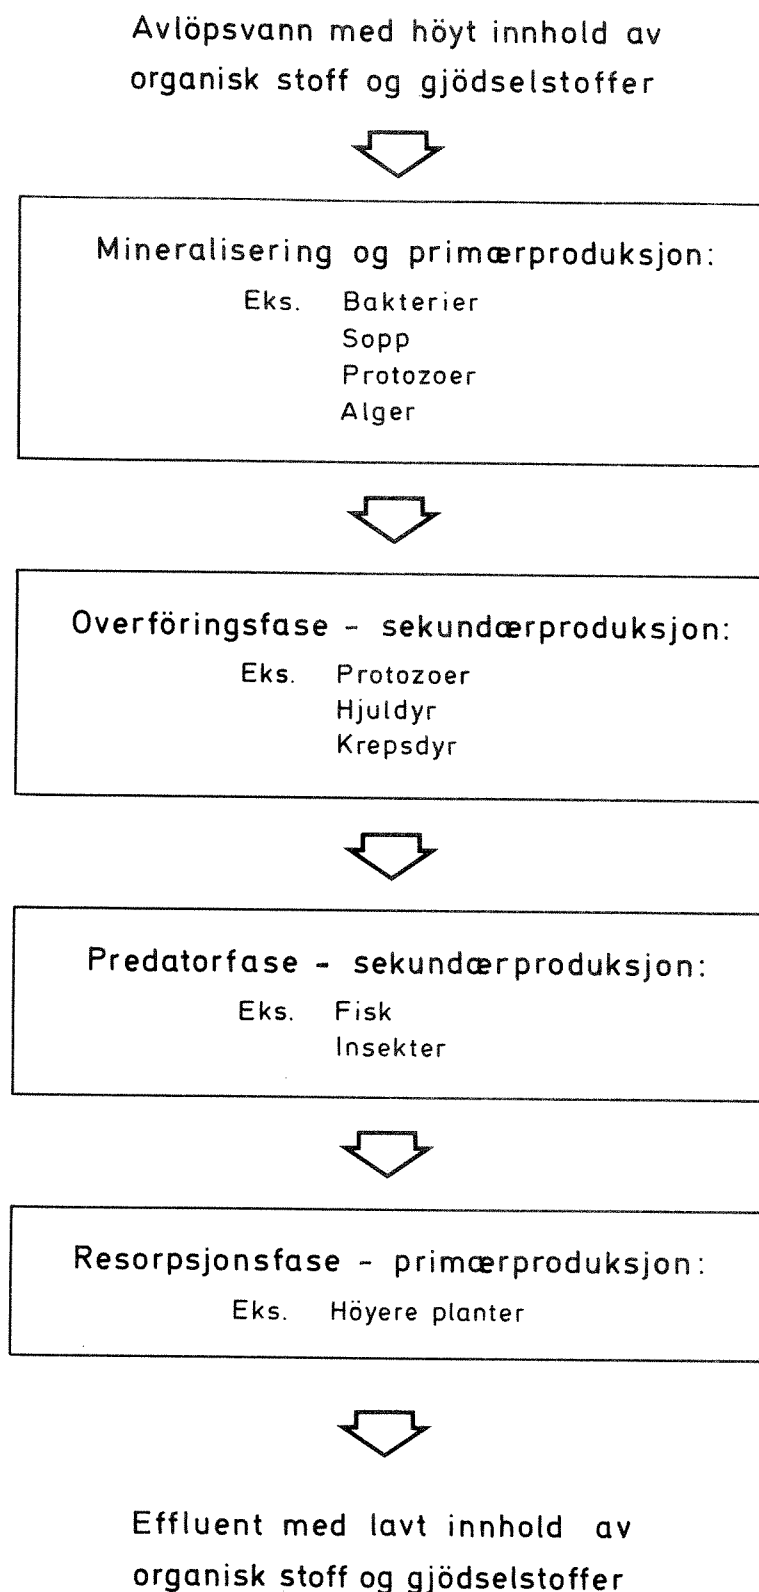 Avlöpsvann med höyt innhold av
organisk stoff og gjödselstoffer
Mineralisering og primærproduksjon:
Eks. Bakterier
Sopp
Protozoer
Alger
Overföringsfase - sekundærproduksjon:
Eks. Protozoer
Hjuldyr
Krepsdyr
Predatorfase - sekundærproduksjon:
Eks. Fisk
Insekter
Resorpsjonsfase - primærproduksjon:
Eks. Höyere planter
Effluent med lavt innhold av
organisk stoff og gjödselstoffer